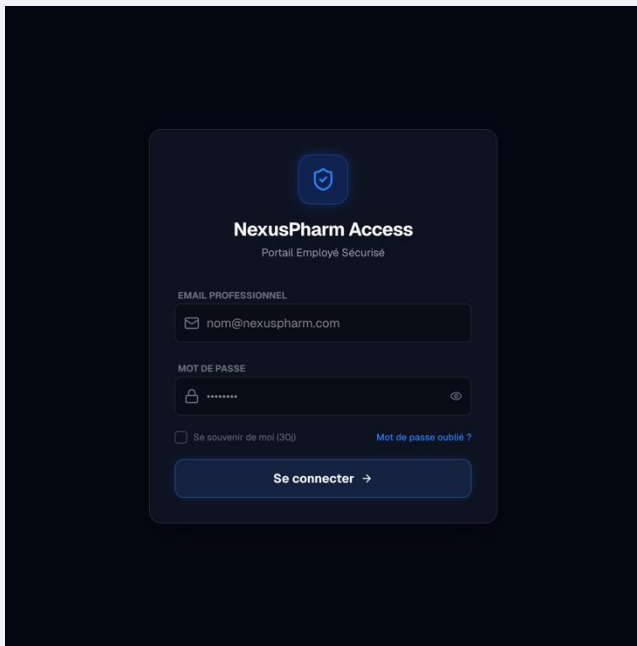 NexusPharm Access
Portail Employé Sécurisé
EMAIL PROFESSIONNEL
nom@nexuspharm.com
MOT DE PASSE
••••••••
Se souvenir de moi (30j)
Mot de passe oublié ?
Se connecter →